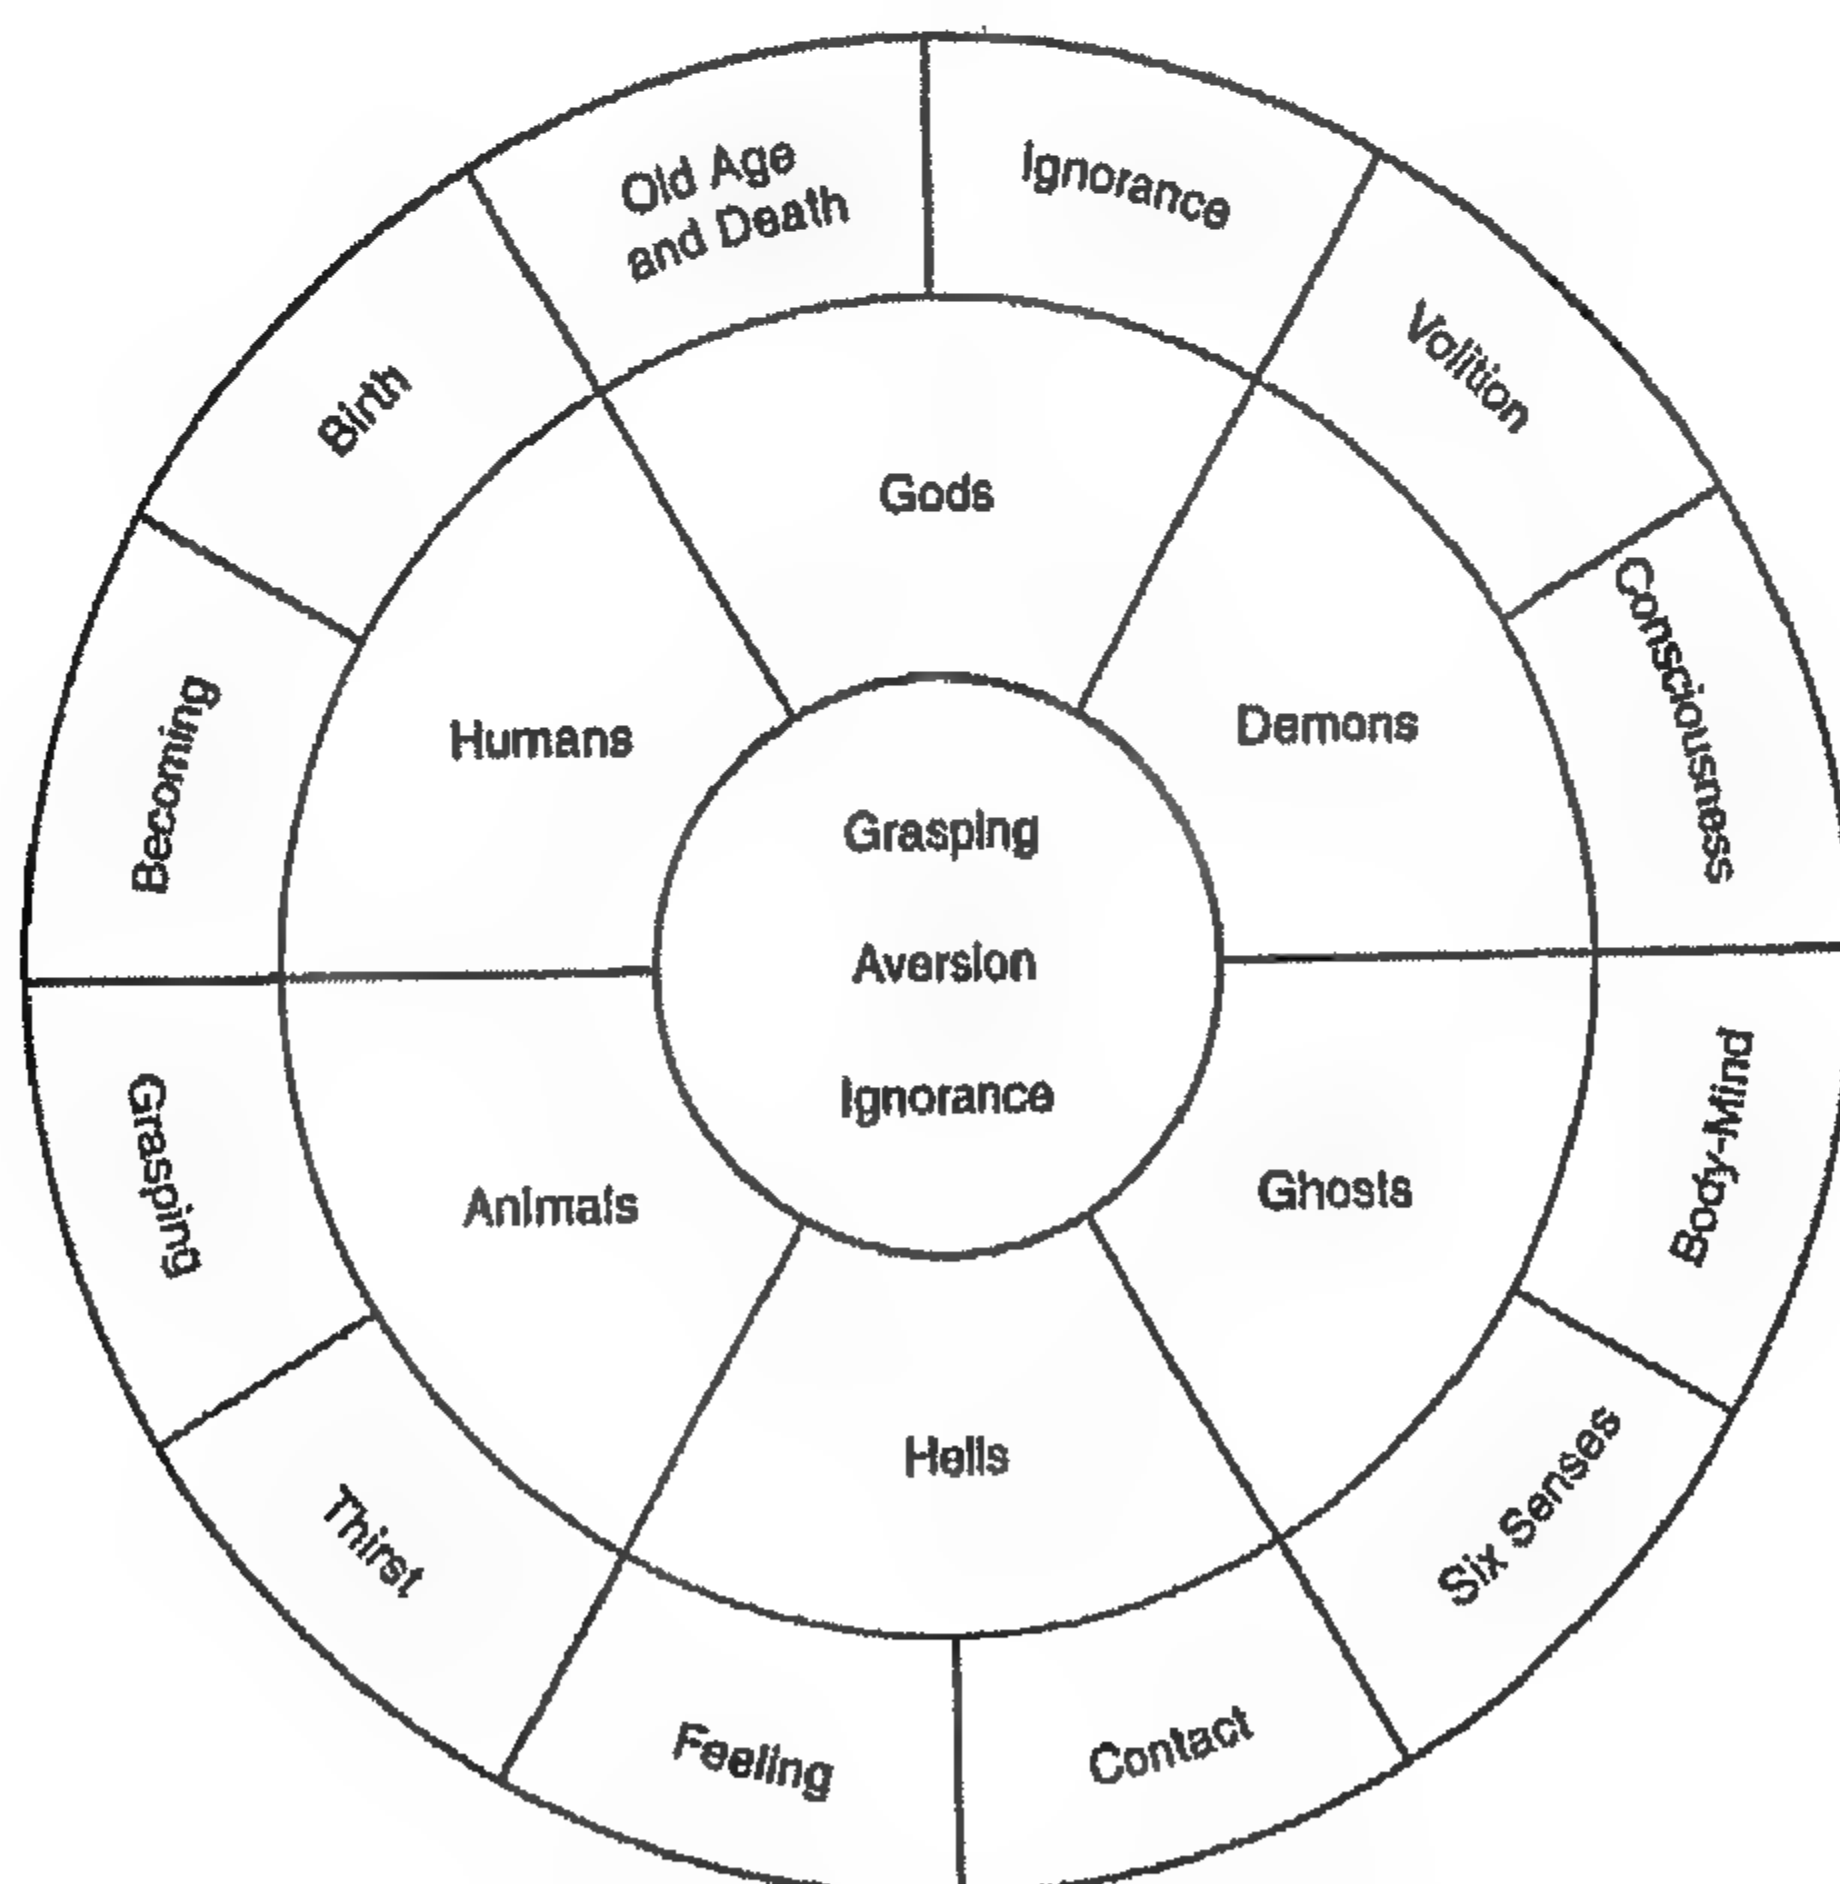 Old Age
and Death
Ignorance
Volition
Consciousness
Body-Mind
Six Senses
Contact
Feeling
Thirst
Grasping
Becoming
Birth
Gods
Demons
Ghosts
Hells
Animals
Humans
Grasping
Aversion
Ignorance